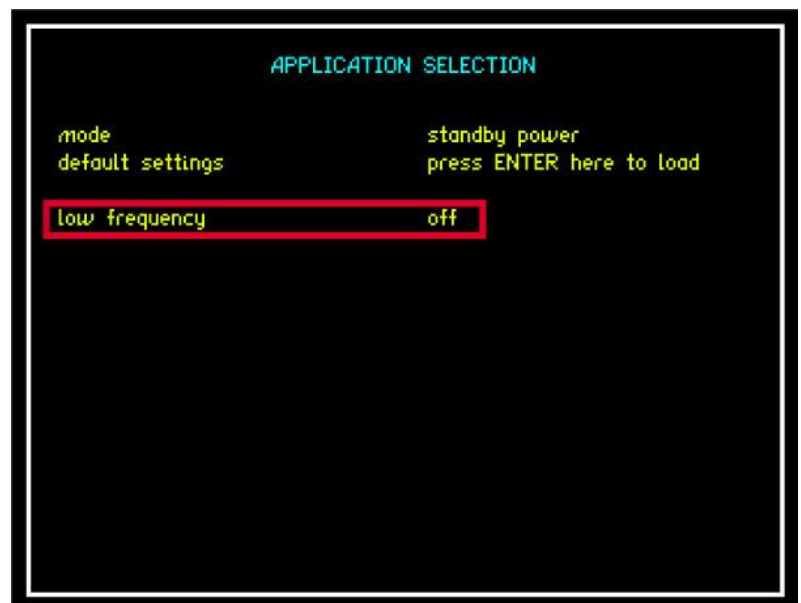 APPLICATION SELECTION
mode standby power
default settings press ENTER here to load
low frequency off